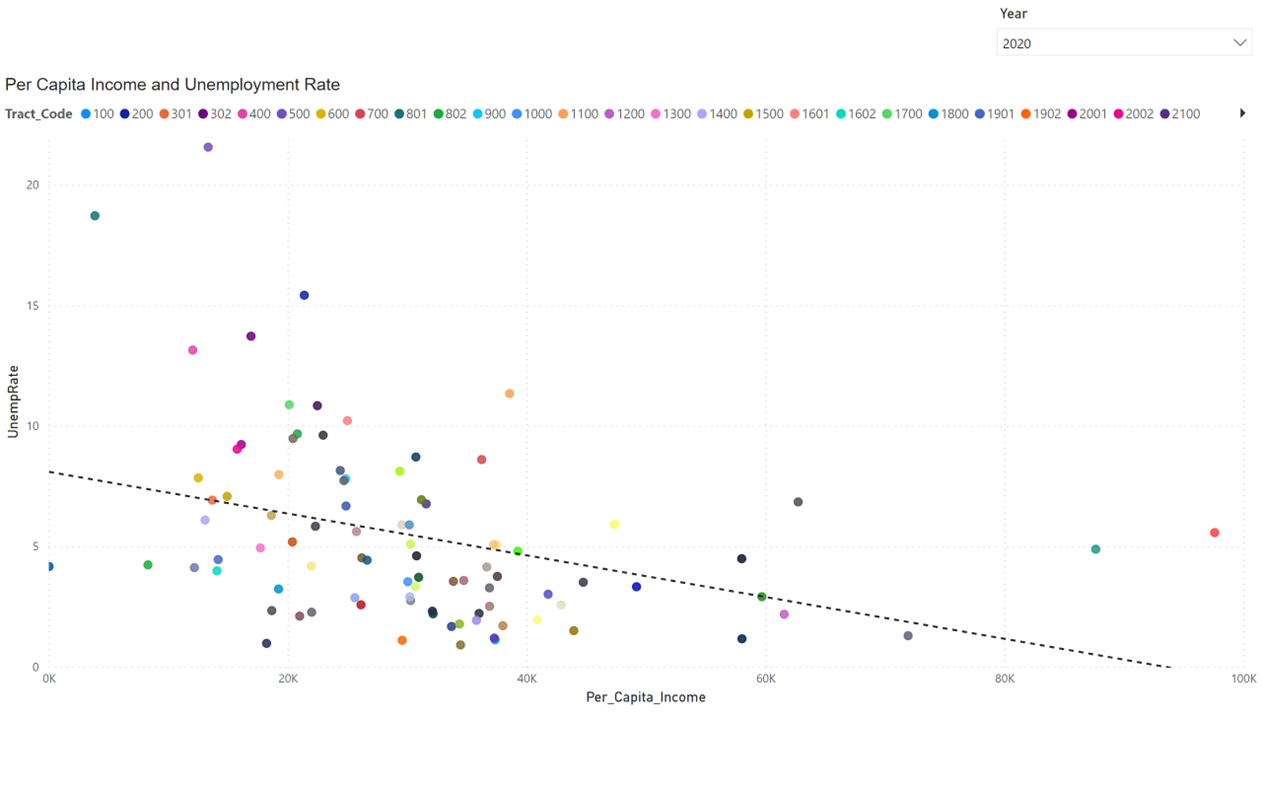 Year
2020
Per Capita Income and Unemployment Rate
Tract_Code 100 200 301 302 400 500 600 700 801 802 900 1000 1100 1200 1300 1400 1500 1601 1602 1700 1800 1901 1902 2001 2002 2100
20
15
10
5
0
UnempRate
0K 20K 40K 60K 80K 100K
Per_Capita_Income